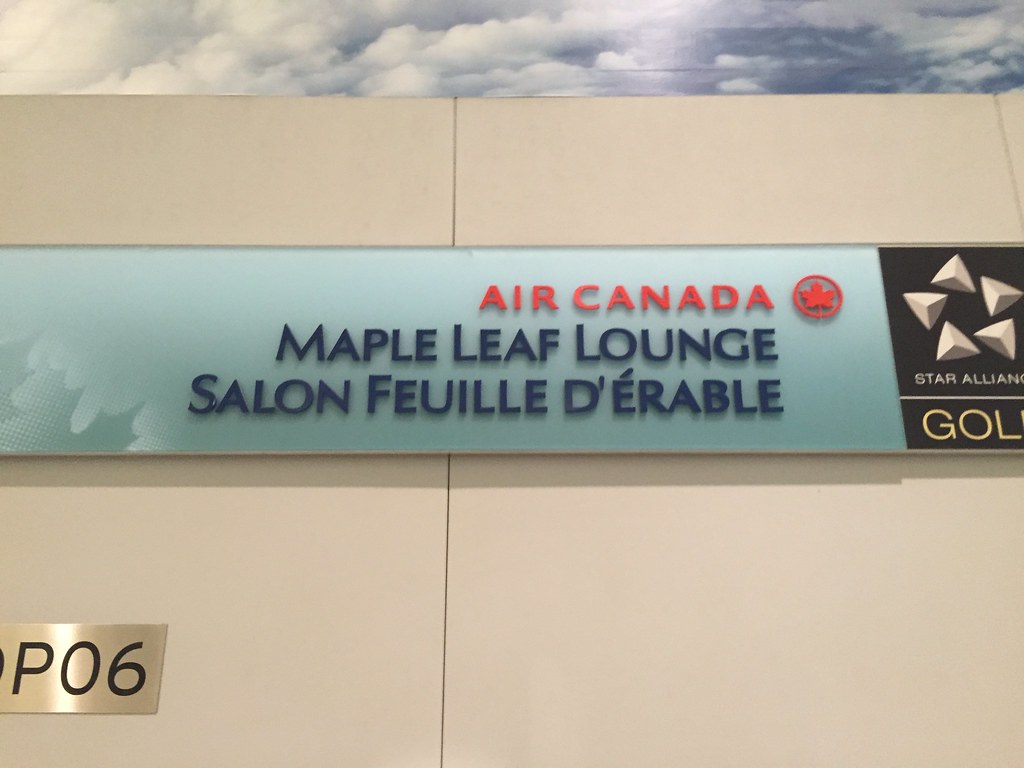 AIR CANADA
MAPLE LEAF LOUNGE
SALON FEUILLE D'ÉRABLE
STAR ALLIANC
GOL
P06